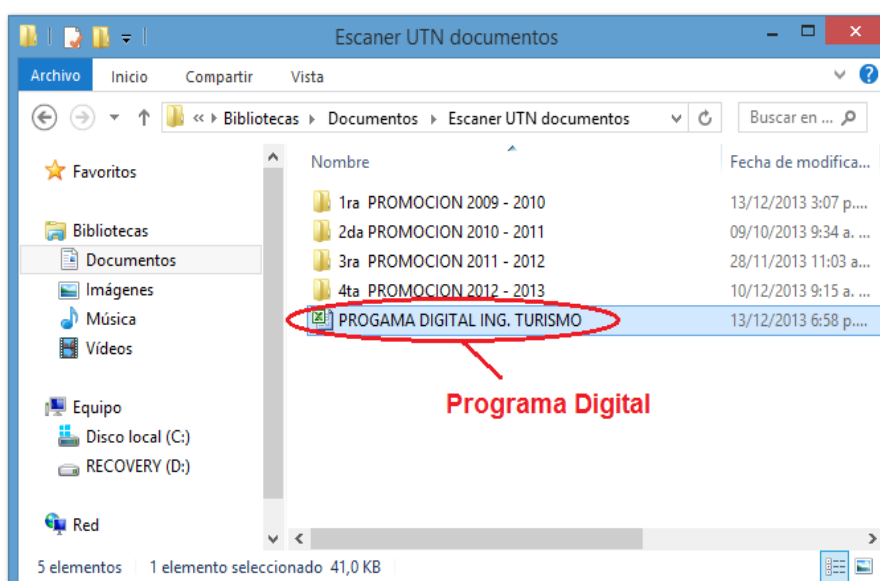 Escaner UTN documentos
Archivo Inicio Compartir Vista
« Bibliotecas Documentos Escaner UTN documentos Buscar en ...
Favoritos
Bibliotecas
Documentos
Imágenes
Música
Vídeos
Equipo
Disco local (C:)
RECOVERY (D:)
Red
Nombre Fecha de modifica...
1ra PROMOCION 2009 - 2010 13/12/2013 3:07 p....
2da PROMOCION 2010 - 2011 09/10/2013 9:34 a. ...
3ra PROMOCION 2011 - 2012 28/11/2013 11:03 a...
4ta PROMOCION 2012 - 2013 10/12/2013 9:15 a. ...
PROGAMA DIGITAL ING. TURISMO 13/12/2013 6:58 p....
Programa Digital
5 elementos 1 elemento seleccionado 41,0 KB